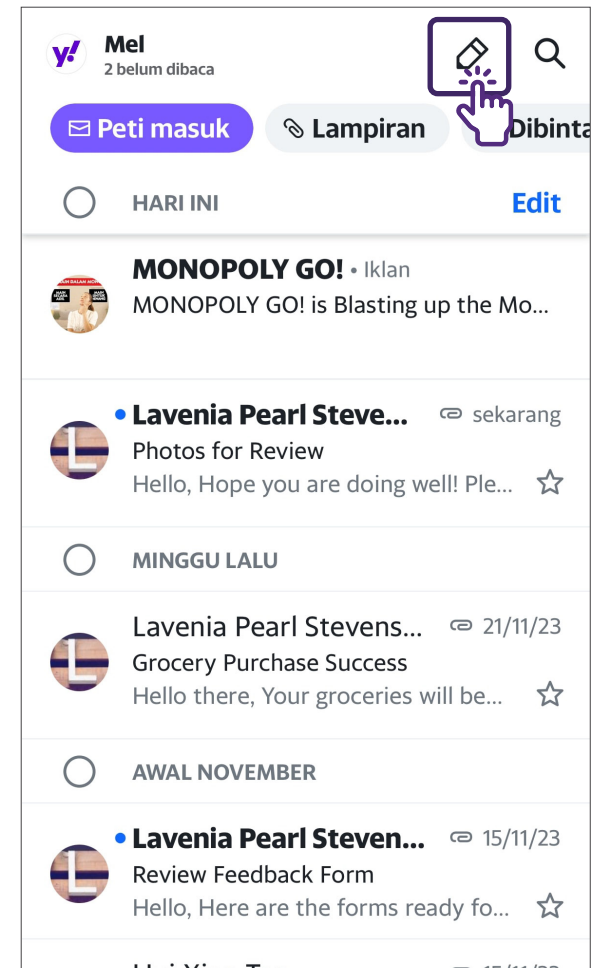 y!
Mel
2 belum dibaca
Peti masuk
Lampiran
Dibinta
HARI INI
Edit
MONOPOLY GO! • Iklan
MONOPOLY GO! is Blasting up the Mo...
Lavenia Pearl Steve... sekarang
Photos for Review
Hello, Hope you are doing well! Ple...
MINGGU LALU
L
Lavenia Pearl Stevens... 21/11/23
Grocery Purchase Success
Hello there, Your groceries will be...
AWAL NOVEMBER
L
Lavenia Pearl Steven... 15/11/23
Review Feedback Form
Hello, Here are the forms ready fo...